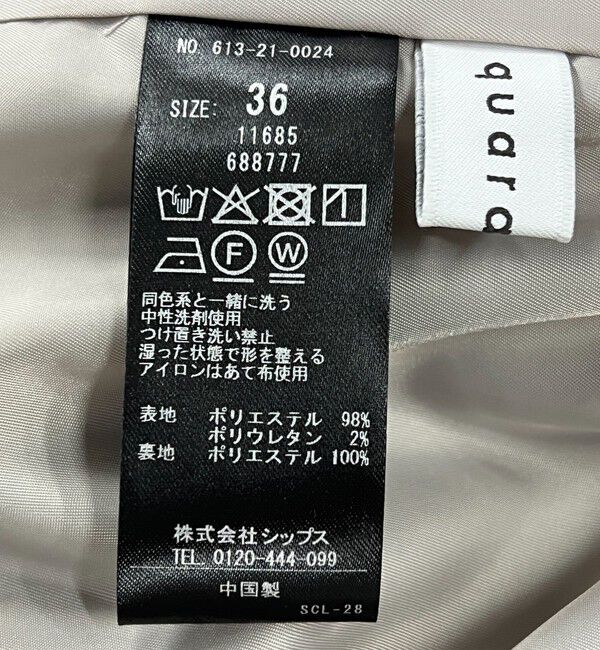 NO. 613-21-0024
SIZE: 36
11685
688777
F W
同色系と一緒に洗う
中性洗剤使用
つけ置き洗い禁止
湿った状態で形を整える
アイロンはあて布使用
表地 ポリエステル 98%
ポリウレタン 2%
裏地 ポリエステル 100%
株式会社シップス
TEL. 0120-444-099
中国製
SCL-28
quara